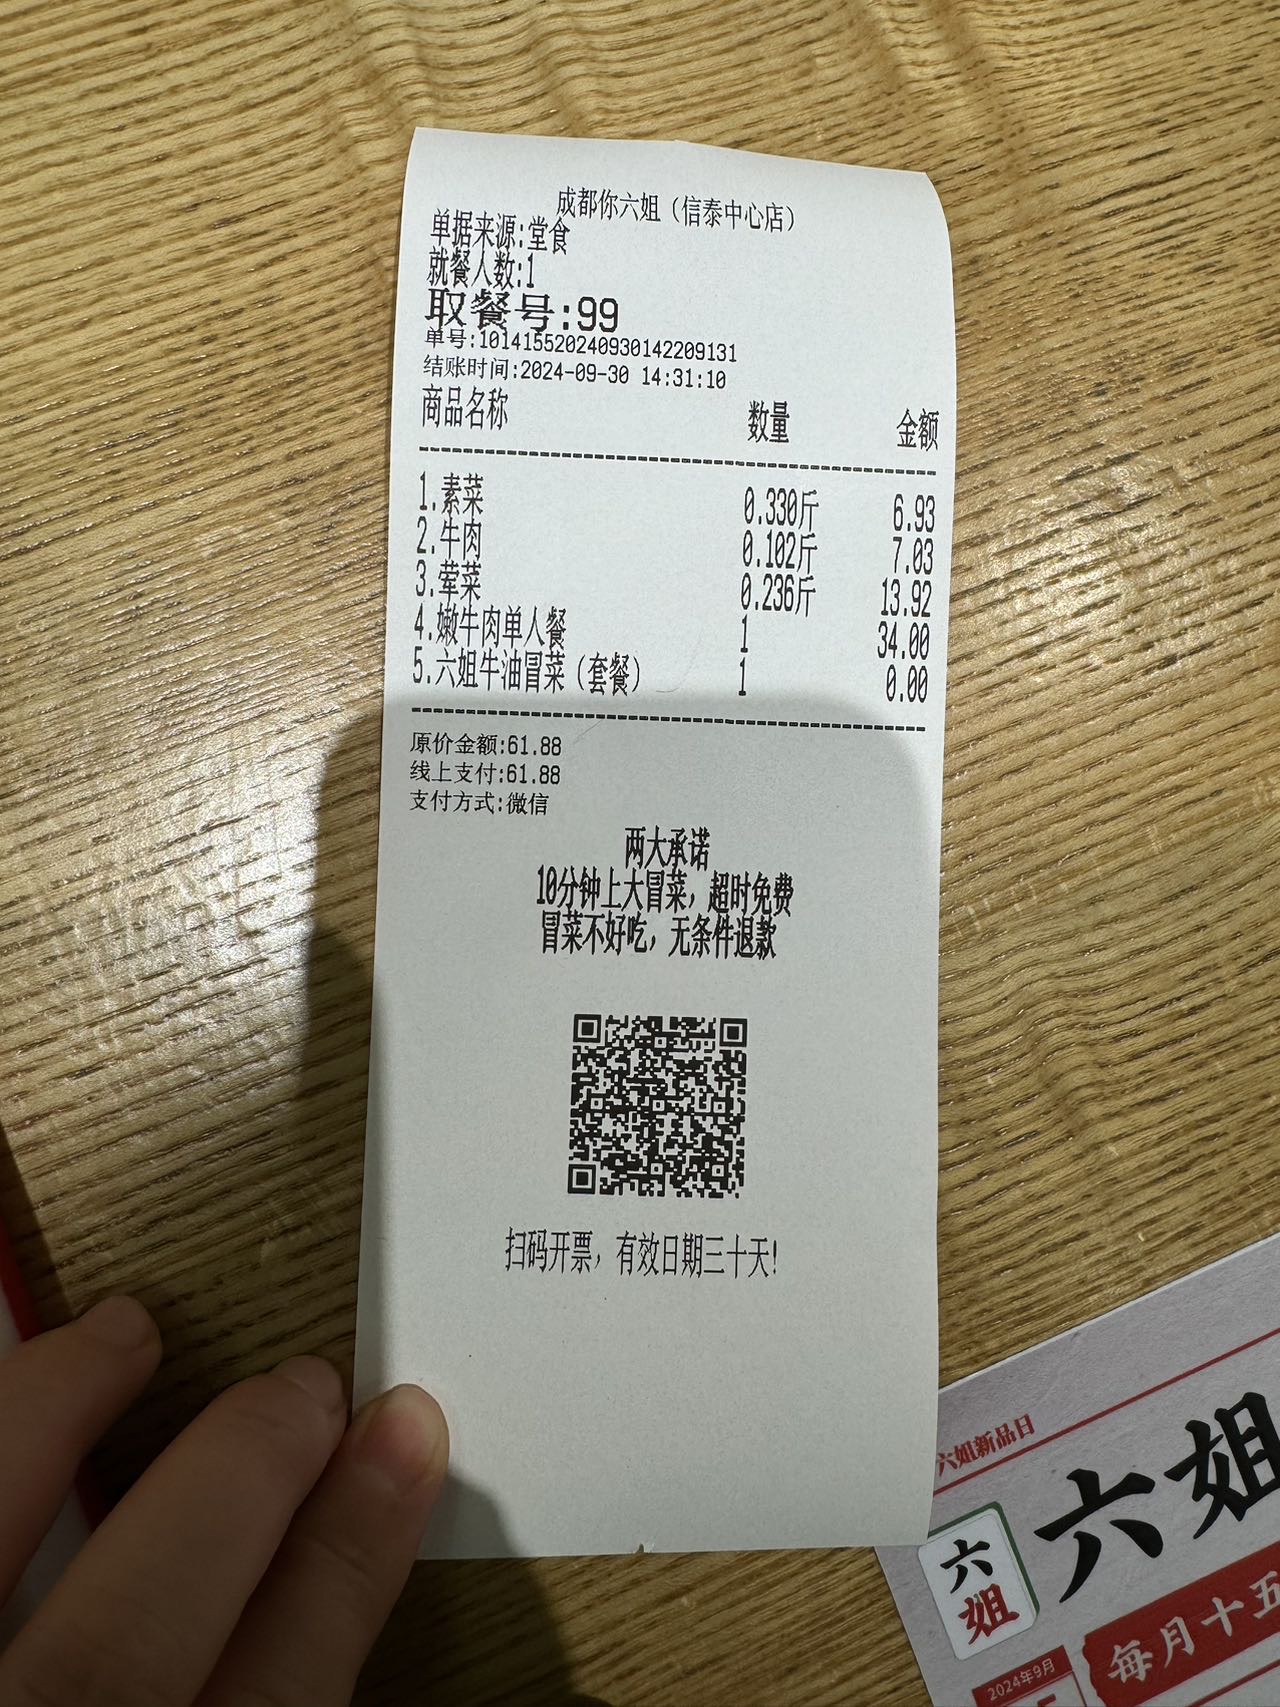 成都你六姐（信泰中心店）
单据来源:堂食
就餐人数:1
取餐号:99
单号:101415520240930142209131
结账时间:2024-09-30 14:31:10
商品名称 数量 金额
1.素菜 0.330斤 6.93
2.牛肉 0.102斤 7.03
3.荤菜 0.236斤 13.92
4.嫩牛肉单人餐 1 34.00
5.六姐牛油冒菜（套餐） 1 0.00
原价金额:61.88
线上支付:61.88
支付方式:微信
两大承诺
10分钟上大冒菜，超时免费
冒菜不好吃，无条件退款
扫码开票，有效日期三十天!
六姐新品日
六姐
六姐
每月十五
2024年9月